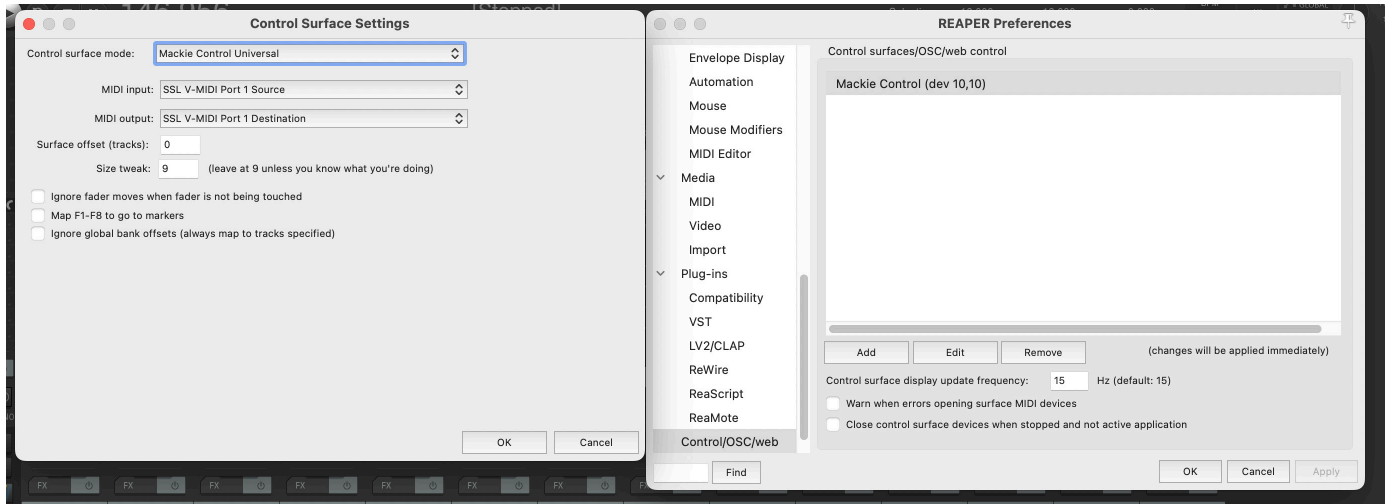 Control Surface Settings
Control surface mode: Mackie Control Universal
MIDI input: SSL V-MIDI Port 1 Source
MIDI output: SSL V-MIDI Port 1 Destination
Surface offset (tracks): 0
Size tweak: 9 (leave at 9 unless you know what you're doing)
Ignore fader moves when fader is not being touched
Map F1-F8 to go to markers
Ignore global bank offsets (always map to tracks specified)
OK Cancel
REAPER Preferences
Envelope Display
Automation
Mouse
Mouse Modifiers
MIDI Editor
Media
MIDI
Video
Import
Plug-ins
Compatibility
VST
LV2/CLAP
ReWire
ReaScript
ReaMote
Control/OSC/web
Find
Control surfaces/OSC/web control
Mackie Control (dev 10,10)
Add Edit Remove (changes will be applied immediately)
Control surface display update frequency: 15 Hz (default: 15)
Warn when errors opening surface MIDI devices
Close control surface devices when stopped and not active application
OK Cancel Apply
FX FX FX FX FX FX FX